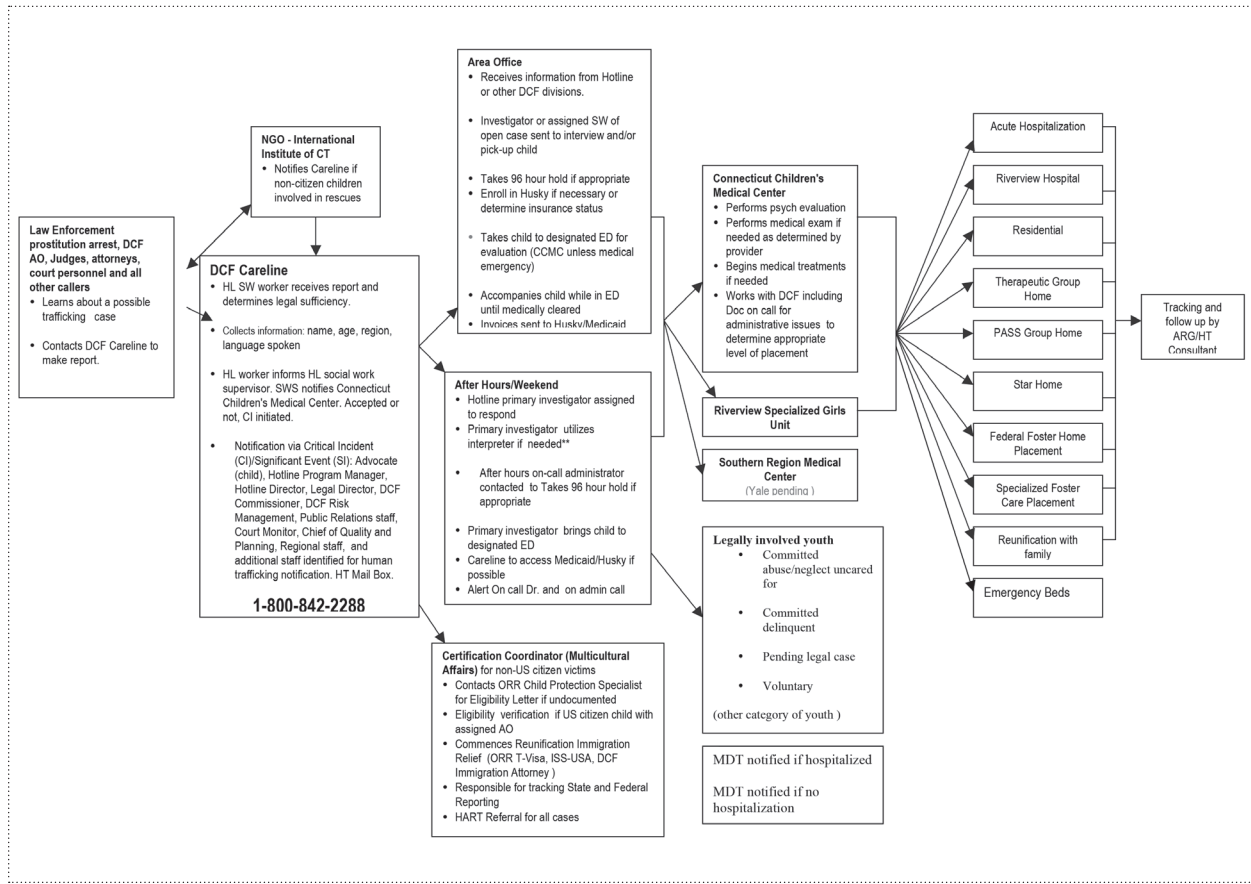 Law Enforcement
prostitution arrest, DCF
AO, Judges, attorneys,
court personnel and all
other callers
• Learns about a possible
trafficking case
• Contacts DCF Careline to
make report.
NGO - International
Institute of CT
• Notifies Careline if
non-citizen children
involved in rescues
DCF Careline
• HL SW worker receives report and
determines legal sufficiency.
• Collects information: name, age, region,
language spoken
• HL worker informs HL social work
supervisor. SWS notifies Connecticut
Children's Medical Center. Accepted or
not, CI initiated.
• Notification via Critical Incident
(CI)/Significant Event (SI): Advocate
(child), Hotline Program Manager,
Hotline Director, Legal Director, DCF
Commissioner, DCF Risk
Management, Public Relations staff,
Court Monitor, Chief of Quality and
Planning, Regional staff, and
additional staff identified for human
trafficking notification. HT Mail Box.
1-800-842-2288
Area Office
• Receives information from Hotline
or other DCF divisions.
• Investigator or assigned SW of
open case sent to interview and/or
pick-up child
• Takes 96 hour hold if appropriate
• Enroll in Husky if necessary or
determine insurance status
• Takes child to designated ED for
evaluation (CCMC unless medical
emergency)
• Accompanies child while in ED
until medically cleared
• Invoices sent to Husky/Medicaid
After Hours/Weekend
• Hotline primary investigator assigned
to respond
• Primary investigator utilizes
interpreter if needed**
• After hours on-call administrator
contacted to Takes 96 hour hold if
appropriate
• Primary investigator brings child to
designated ED
• Careline to access Medicaid/Husky if
possible
• Alert On call Dr. and on admin call
Certification Coordinator (Multicultural
Affairs) for non-US citizen victims
• Contacts ORR Child Protection Specialist
for Eligibility Letter if undocumented
• Eligibility verification if US citizen child with
assigned AO
• Commences Reunification Immigration
Relief (ORR T-Visa, ISS-USA, DCF
Immigration Attorney )
• Responsible for tracking State and Federal
Reporting
• HART Referral for all cases
Connecticut Children's
Medical Center
• Performs psych evaluation
• Performs medical exam if
needed as determined by
provider
• Begins medical treatments
if needed
• Works with DCF including
Doc on call for
administrative issues to
determine appropriate
level of placement
Riverview Specialized Girls
Unit
Southern Region Medical
Center
(Yale pending )
Legally involved youth
• Committed
abuse/neglect uncared
for
• Committed
delinquent
• Pending legal case
• Voluntary
(other category of youth )
MDT notified if hospitalized
MDT notified if no
hospitalization
Acute Hospitalization
Riverview Hospital
Residential
Therapeutic Group
Home
PASS Group Home
Star Home
Federal Foster Home
Placement
Specialized Foster
Care Placement
Reunification with
family
Emergency Beds
Tracking and
follow up by
ARG/HT
Consultant